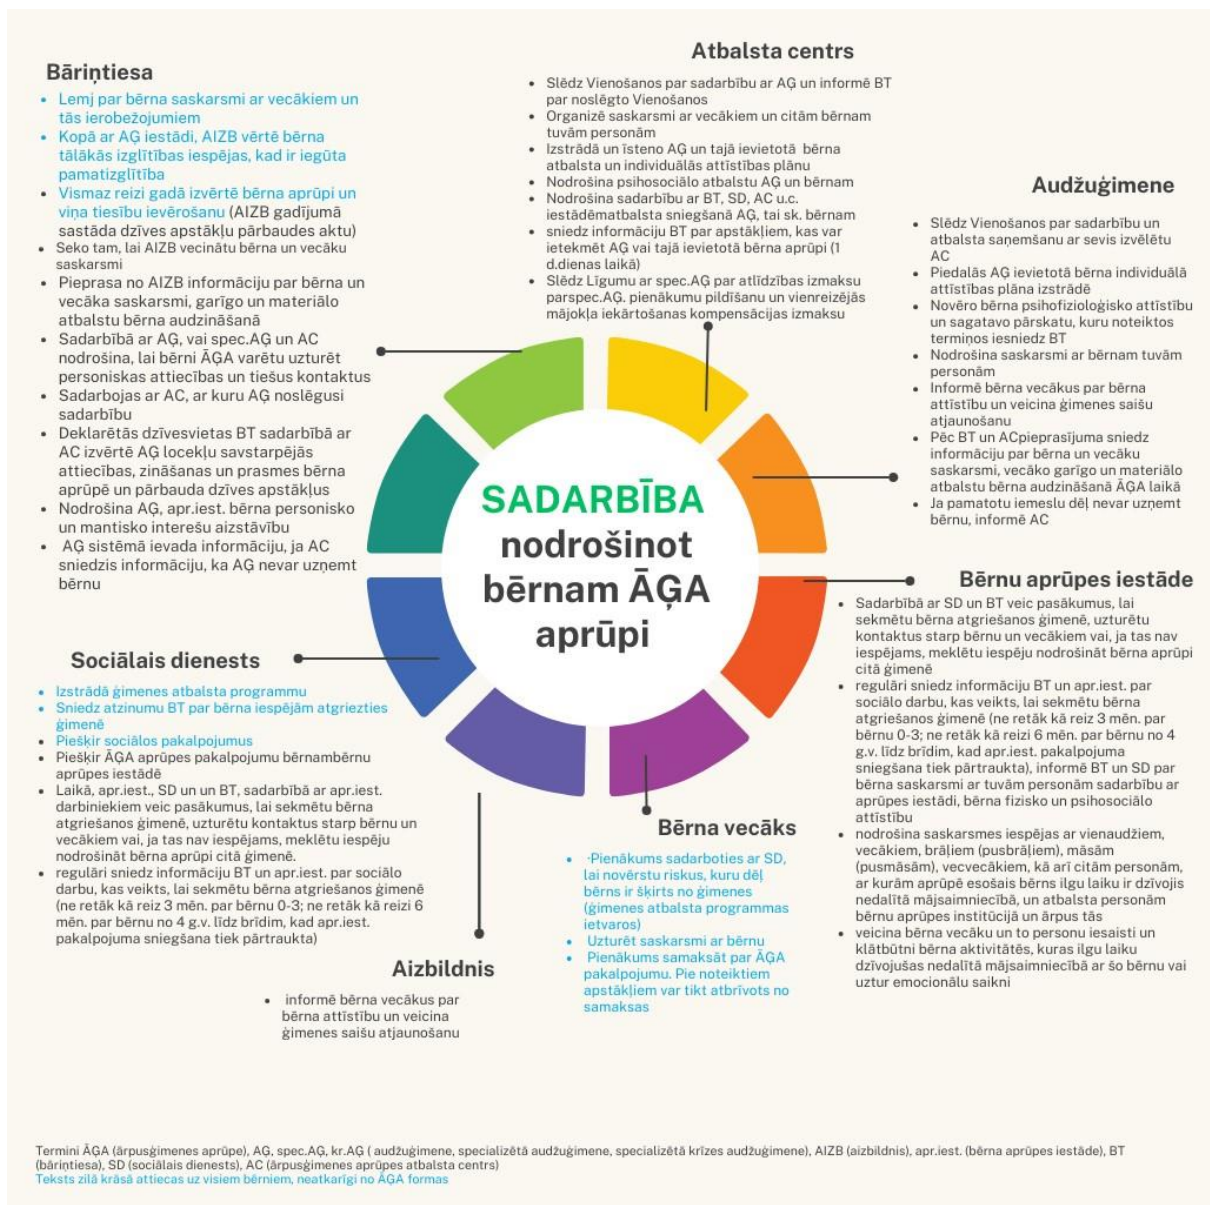 Bāriņtiesa
• Lemj par bērna saskarsmi ar vecākiem un
tās ierobežojumiem
• Kopā ar AĢ iestādi, AIZB vērtē bērna
tālākās izglītības iespējas, kad ir iegūta
pamatizglītība
• Vismaz reizi gadā izvērtē bērna aprūpi un
viņa tiesību ievērošanu (AIZB gadījumā
sastāda dzīves apstākļu pārbaudes aktu)
• Seko tam, lai AIZB vecinātu bērna un vecāku
saskarsmi
• Pieprasa no AIZB informāciju par bērna un
vecāka saskarsmi, garīgo un materiālo
atbalstu bērna audzināšanā
• Sadarbībā ar AĢ, vai spec.AĢ un AC
nodrošina, lai bērni ĀĢA varētu uzturēt
personiskas attiecības un tiešus kontaktus
• Sadarbojas ar AC, ar kuru AĢ noslēgusi
sadarbību
• Deklarētās dzīvesvietas BT sadarbībā ar
AC izvērtē AĢ locekļu savstarpējās
attiecības, zināšanas un prasmes bērna
aprūpē un pārbauda dzīves apstākļus
• Nodrošina AĢ, apr.iest. bērna personisko
un mantisko interešu aizstāvību
• AĢ sistēmā ievada informāciju, ja AC
sniedzis informāciju, ka AĢ nevar uzņemt
bērnu
Atbalsta centrs
• Slēdz Vienošanos par sadarbību ar AĢ un informē BT
par noslēgto Vienošanos
• Organizē saskarsmi ar vecākiem un citām bērnam
tuvām personām
• Izstrādā un īsteno AĢ un tajā ievietotā bērna
atbalsta un individuālās attīstības plānu
• Nodrošina psihosociālo atbalstu AĢ un bērnam
• Nodrošina sadarbību ar BT, SD, AC u.c.
iestādēmatbalsta sniegšanā AĢ, tai sk. bērnam
• sniedz informāciju BT par apstākļiem, kas var
ietekmēt AĢ vai tajā ievietotā bērna aprūpi (1
d.dienas laikā)
• Slēdz Līgumu ar spec.AĢ par atlīdzības izmaksu
parspec.AĢ. pienākumu pildīšanu un vienreizējās
mājokļa iekārtošanas kompensācijas izmaksu
Audžuģimene
• Slēdz Vienošanos par sadarbību un
atbalsta saņemšanu ar sevis izvēlētu
AC
• Piedalās AĢ ievietotā bērna individuālā
attīstības plāna izstrādē
• Novēro bērna psihofizioloģisko attīstību
un sagatavo pārskatu, kuru noteiktos
termiņos iesniedz BT
• Nodrošina saskarsmi ar bērnam tuvām
personām
• Informē bērna vecākus par bērna
attīstību un veicina ģimenes saišu
atjaunošanu
• Pēc BT un ACpieprasījuma sniedz
informāciju par bērna un vecāku
saskarsmi, vecāko garīgo un materiālo
atbalstu bērna audzināšanā ĀĢA laikā
• Ja pamatotu iemeslu dēļ nevar uzņemt
bērnu, informē AC
SADARBĪBA
nodrošinot
bērnam ĀĢA
aprūpi
Bērnu aprūpes iestāde
• Sadarbībā ar SD un BT veic pasākumus, lai
sekmētu bērna atgriešanos ģimenē, uzturētu
kontaktus starp bērnu un vecākiem vai, ja tas nav
iespējams, meklētu iespēju nodrošināt bērna aprūpi
citā ģimenē
• regulāri sniedz informāciju BT un apr.iest. par
sociālo darbu, kas veikts, lai sekmētu bērna
atgriešanos ģimenē (ne retāk kā reiz 3 mēn. par
bērnu 0-3; ne retāk kā reizi 6 mēn. par bērnu no 4
g.v. līdz brīdim, kad apr.iest. pakalpojuma
sniegšana tiek pārtraukta), informē BT un SD par
bērna saskarsmi ar tuvām personām sadarbību ar
aprūpes iestādi, bērna fizisko un psihosociālo
attīstību
• nodrošina saskarsmes iespējas ar vienaudžiem,
vecākiem, brāļiem (pusbrāļiem), māsām
(pusmāsām), vecvecākiem, kā arī citām personām,
ar kurām aprūpē esošais bērns ilgu laiku ir dzīvojis
nedalītā mājsaimniecībā, un atbalsta personām
bērnu aprūpes institūcijā un ārpus tās
• veicina bērna vecāku un to personu iesaisti un
klātbūtni bērna aktivitātēs, kuras ilgu laiku
dzīvojušas nedalītā mājsaimniecībā ar šo bērnu vai
uztur emocionālu saikni
Sociālais dienests
• Izstrādā ģimenes atbalsta programmu
• Sniedz atzinumu BT par bērna iespējām atgriezties
ģimenē
• Piešķir sociālos pakalpojumus
• Piešķir ĀĢA aprūpes pakalpojumu bērnambērnu
aprūpes iestādē
• Laikā, apr.iest., SD un un BT, sadarbībā ar apr.iest.
darbiniekiem veic pasākumus, lai sekmētu bērna
atgriešanos ģimenē, uzturētu kontaktus starp bērnu un
vecākiem vai, ja tas nav iespējams, meklētu iespēju
nodrošināt bērna aprūpi citā ģimenē.
• regulāri sniedz informāciju BT un apr.iest. par sociālo
darbu, kas veikts, lai sekmētu bērna atgriešanos ģimenē
(ne retāk kā reiz 3 mēn. par bērnu 0-3; ne retāk kā reizi 6
mēn. par bērnu no 4 g.v. līdz brīdim, kad apr.iest.
pakalpojuma sniegšana tiek pārtraukta)
Bērna vecāks
• ·Pienākums sadarboties ar SD,
lai novērstu riskus, kuru dēļ
bērns ir šķirts no ģimenes
(ģimenes atbalsta programmas
ietvaros)
• Uzturēt saskarsmi ar bērnu
• Pienākums samaksāt par ĀĢA
pakalpojumu. Pie noteiktiem
apstākļiem var tikt atbrīvots no
samaksas
Aizbildnis
• informē bērna vecākus par
bērna attīstību un veicina
ģimenes saišu atjaunošanu
Termini ĀĢA (ārpusģimenes aprūpe), AĢ, spec.AĢ, kr.AĢ ( audžuģimene, specializētā audžuģimene, specializētā krīzes audžuģimene), AIZB (aizbildnis), apr.iest. (bērna aprūpes iestāde), BT
(bāriņtiesa), SD (sociālais dienests), AC (ārpusģimenes aprūpes atbalsta centrs)
Teksts zilā krāsā attiecas uz visiem bērniem, neatkarīgi no ĀĢA formas